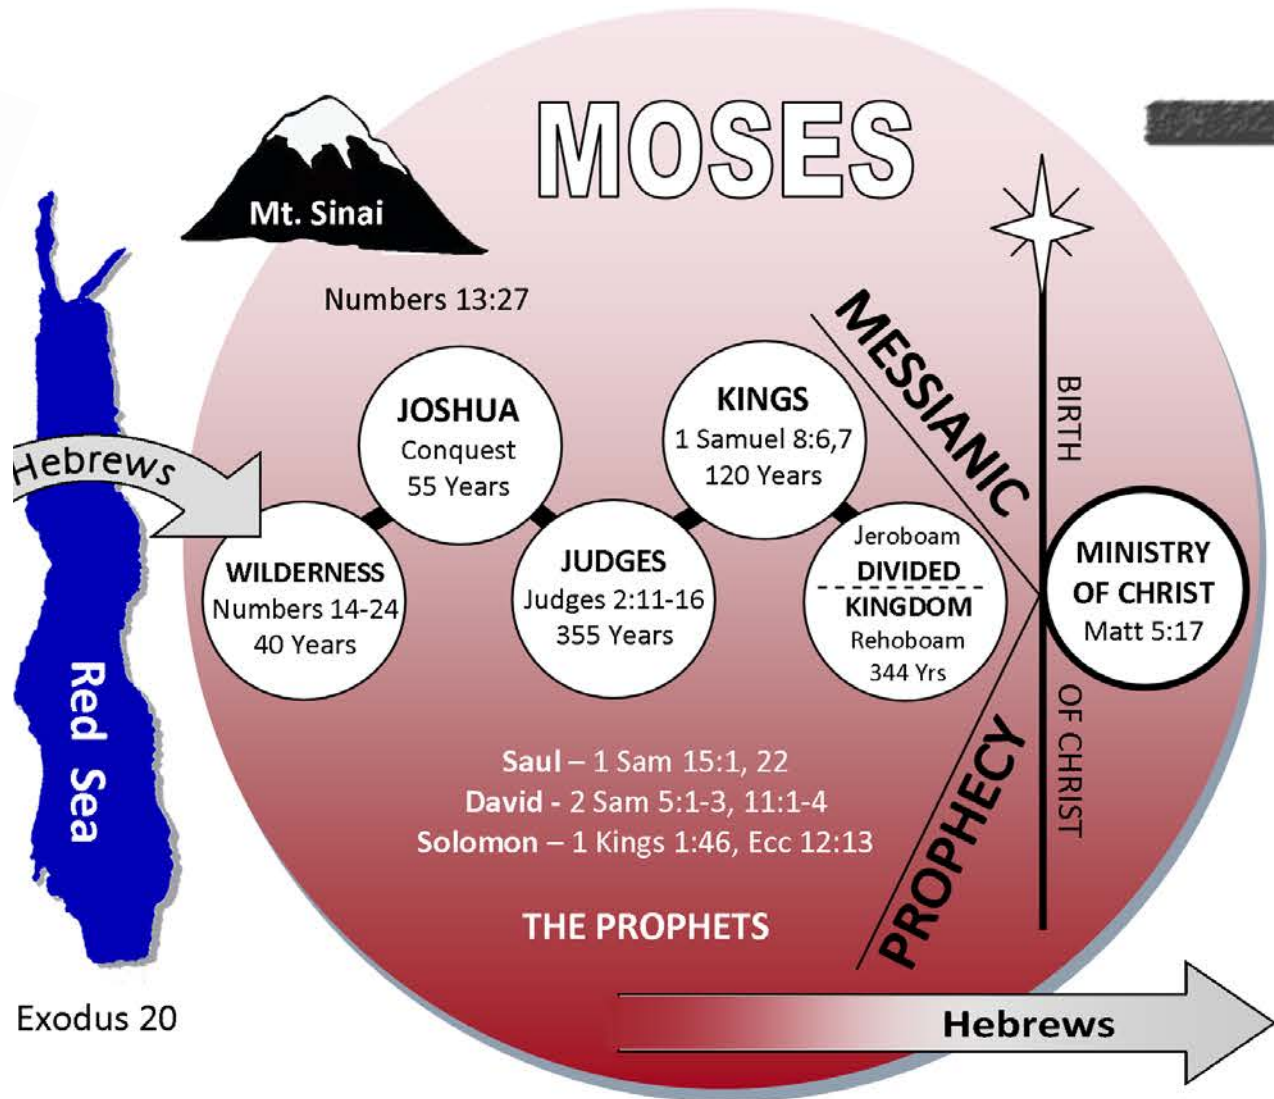 MOSES
Mt. Sinai
Numbers 13:27
Hebrews
Red Sea
Exodus 20
WILDERNESS
Numbers 14-24
40 Years
JOSHUA
Conquest
55 Years
JUDGES
Judges 2:11-16
355 Years
KINGS
1 Samuel 8:6,7
120 Years
Jeroboam
DIVIDED
KINGDOM
Rehoboam
344 Yrs
MESSIANIC
PROPHECY
BIRTH
OF CHRIST
MINISTRY
OF CHRIST
Matt 5:17
Saul – 1 Sam 15:1, 22
David - 2 Sam 5:1-3, 11:1-4
Solomon – 1 Kings 1:46, Ecc 12:13
THE PROPHETS
Hebrews